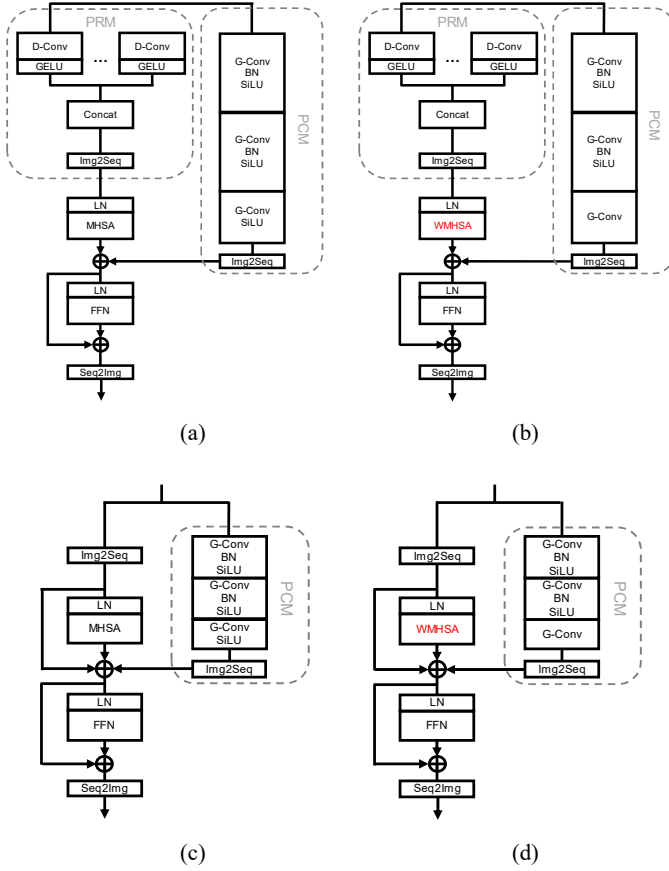 PRM
D-Conv
GELU
...
D-Conv
GELU
Concat
Img2Seq
LN
MHSA
LN
FFN
Seq2Img
G-Conv
BN
SiLU
G-Conv
BN
SiLU
G-Conv
SiLU
Img2Seq
PCM
(a)
PRM
D-Conv
GELU
...
D-Conv
GELU
Concat
Img2Seq
LN
WMHSA
LN
FFN
Seq2Img
G-Conv
BN
SiLU
G-Conv
BN
SiLU
G-Conv
Img2Seq
PCM
(b)
Img2Seq
LN
MHSA
LN
FFN
Seq2Img
G-Conv
BN
SiLU
G-Conv
BN
SiLU
G-Conv
SiLU
Img2Seq
PCM
(c)
Img2Seq
LN
WMHSA
LN
FFN
Seq2Img
G-Conv
BN
SiLU
G-Conv
BN
SiLU
G-Conv
Img2Seq
PCM
(d)